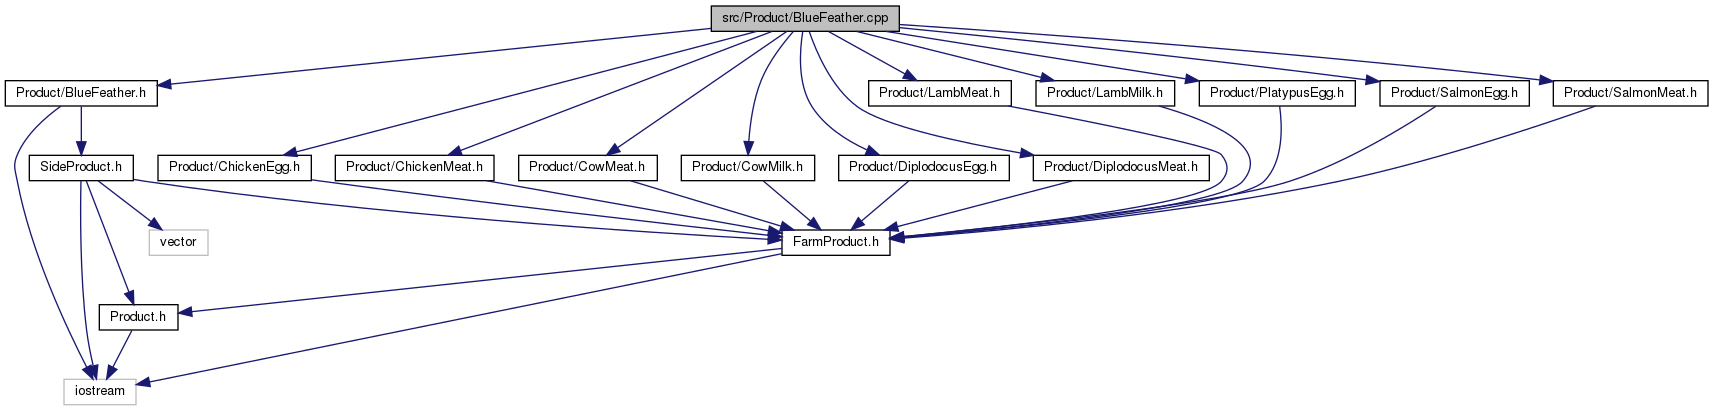 src/Product/BlueFeather.cpp
Product/BlueFeather.h
Product/LambMeat.h
Product/LambMilk.h
Product/PlatypusEgg.h
Product/SalmonEgg.h
Product/SalmonMeat.h
SideProduct.h
Product/ChickenEgg.h
Product/ChickenMeat.h
Product/CowMeat.h
Product/CowMilk.h
Product/DiplodocusEgg.h
Product/DiplodocusMeat.h
vector
FarmProduct.h
Product.h
iostream